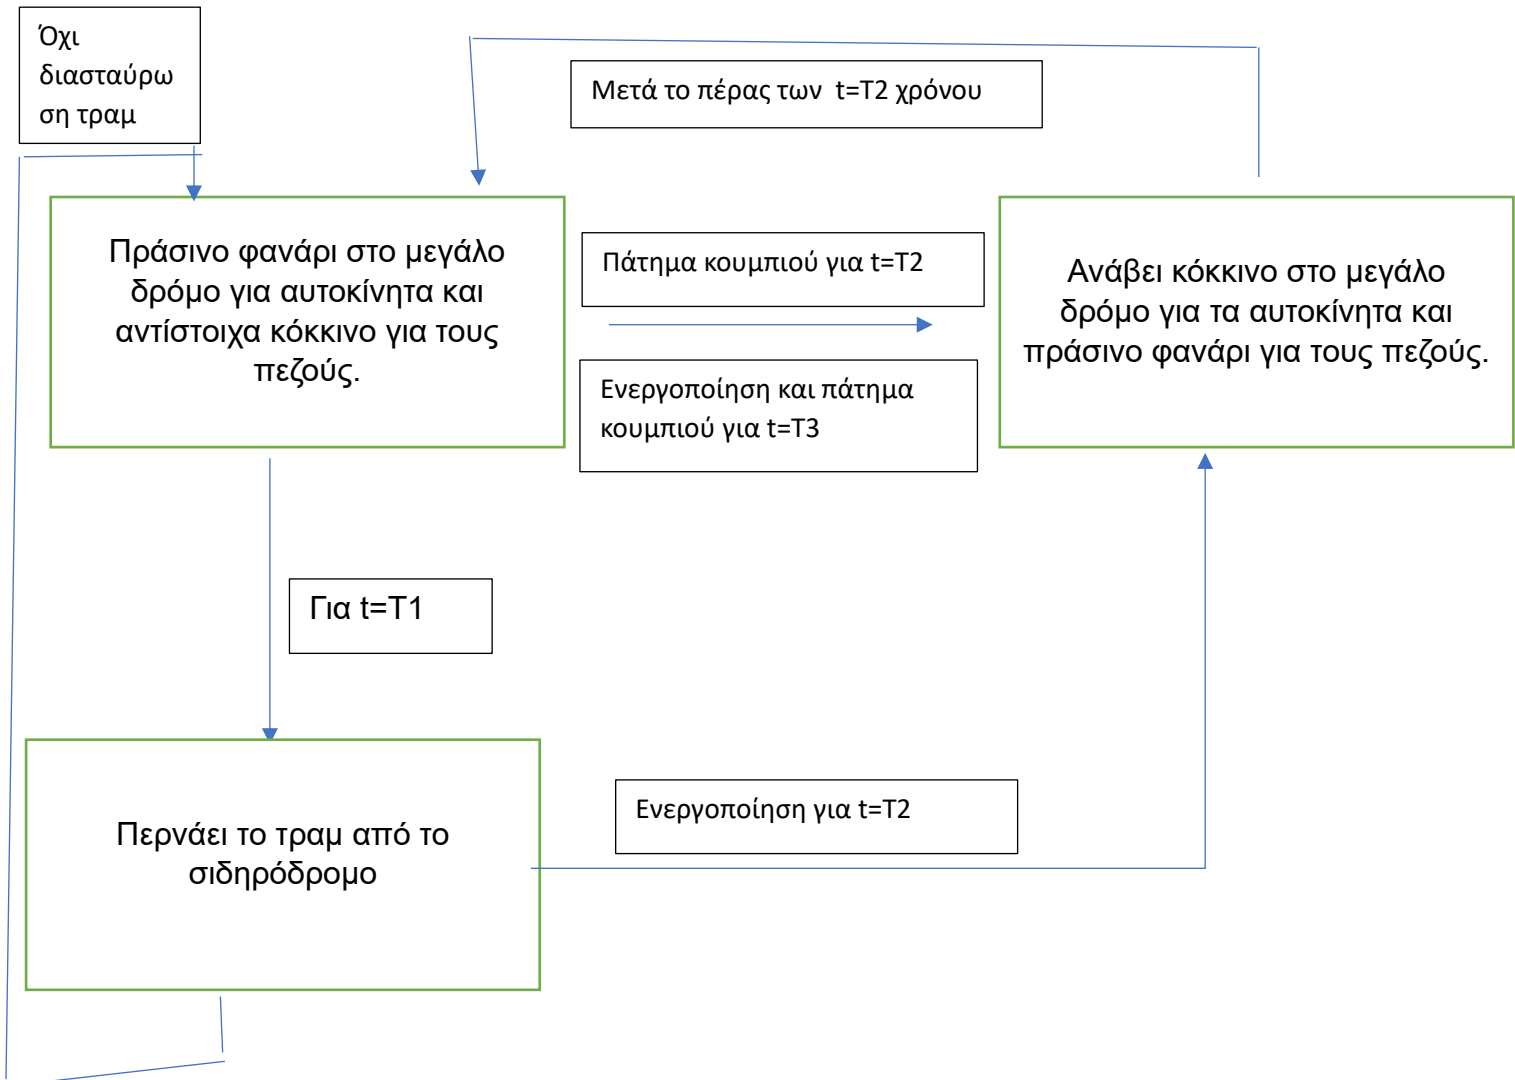 Όχι
διασταύρω
ση τραμ
Μετά το πέρας των t=T2 χρόνου
Πράσινο φανάρι στο μεγάλο
δρόμο για αυτοκίνητα και
αντίστοιχα κόκκινο για τους
πεζούς.
Πάτημα κουμπιού για t=T2
Ενεργοποίηση και πάτημα
κουμπιού για t=T3
Ανάβει κόκκινο στο μεγάλο
δρόμο για τα αυτοκίνητα και
πράσινο φανάρι για τους πεζούς.
Για t=T1
Περνάει το τραμ από το
σιδηρόδρομο
Ενεργοποίηση για t=T2